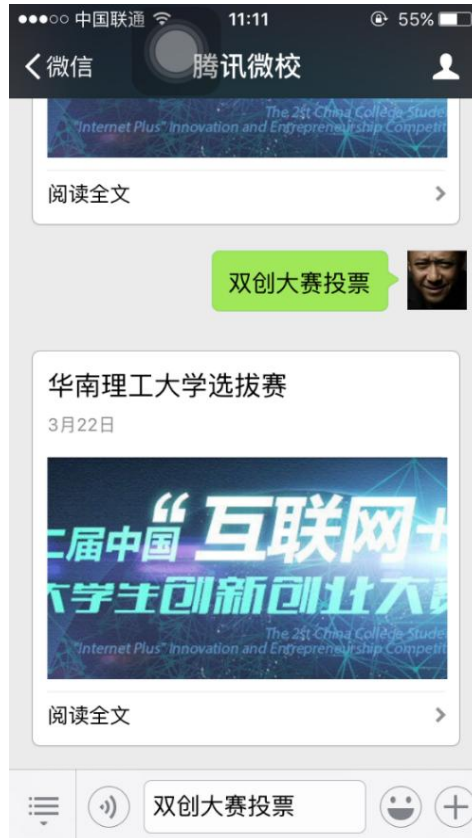 中国联通 11:11 55%
微信 腾讯微校
The 2st China College Stude
"Internet Plus" Innovation and Entrepreneurship Competit
阅读全文
双创大赛投票
华南理工大学选拔赛
3月22日
二届中国“互联网+
大学生创新创业大赛
The 2st China College Stude
"Internet Plus" Innovation and Entrepreneurship Competit
阅读全文
双创大赛投票